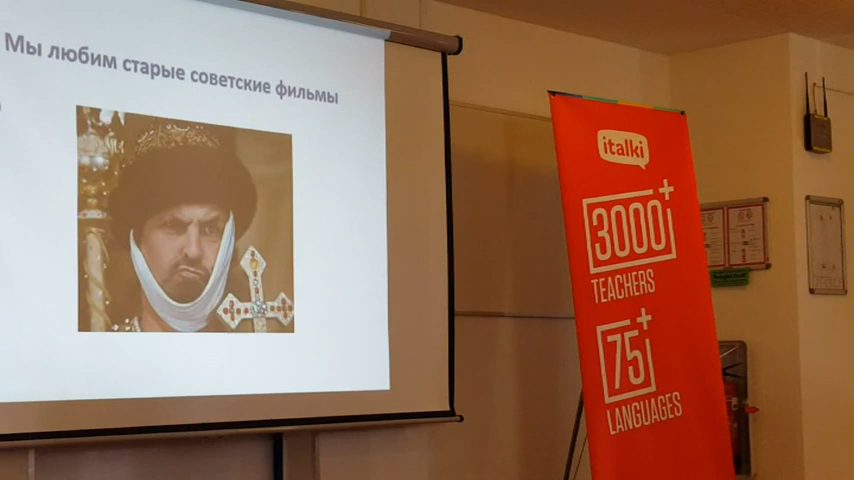 Мы любим старые советские фильмы
italki
3000+
TEACHERS
75+
LANGUAGES